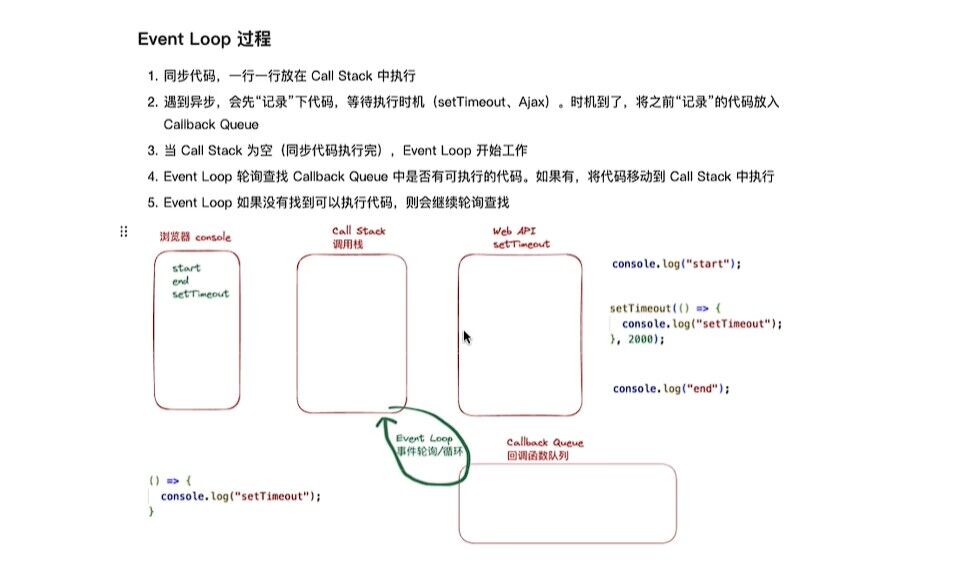 Event Loop 过程
1. 同步代码，一行一行放在 Call Stack 中执行
2. 遇到异步，会先“记录”下代码，等待执行时机（setTimeout、Ajax）。时机到了，将之前“记录”的代码放入
Callback Queue
3. 当 Call Stack 为空（同步代码执行完）, Event Loop 开始工作
4. Event Loop 轮询查找 Callback Queue 中是否有可执行的代码。如果有，将代码移动到 Call Stack 中执行
5. Event Loop 如果没有找到可以执行代码，则会继续轮询查找
浏览器 console
start
end
setTimeout
Call Stack
调用栈
Web API
setTimeout
console.log("start");
setTimeout(() => {
console.log("setTimeout");
}, 2000);
console.log("end");
Event Loop
事件轮询/循环
Callback Queue
回调函数队列
() => {
console.log("setTimeout");
}